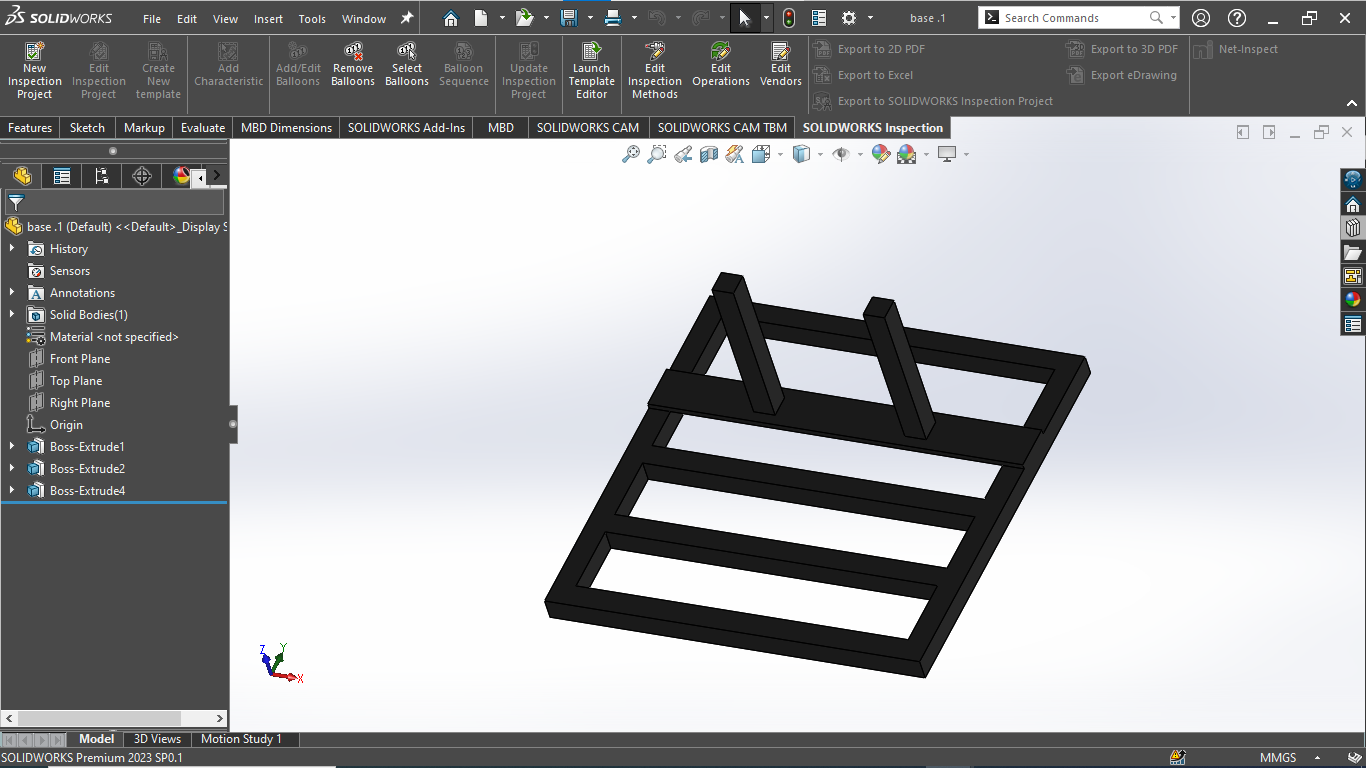 SOLIDWORKS File Edit View Insert Tools Window base .1 Search Commands
New Inspection Project
Edit Inspection Project
Create New template
Add Characteristic
Add/Edit Balloons
Remove Balloons
Select Balloons
Balloon Sequence
Update Inspection Project
Launch Template Editor
Edit Inspection Methods
Edit Operations
Edit Vendors
Export to 2D PDF
Export to Excel
Export to SOLIDWORKS Inspection Project
Export to 3D PDF
Export eDrawing
Net-Inspect
Features Sketch Markup Evaluate MBD Dimensions SOLIDWORKS Add-Ins MBD SOLIDWORKS CAM SOLIDWORKS CAM TBM SOLIDWORKS Inspection
base .1 (Default) <<Default>_Display S
History
Sensors
Annotations
Solid Bodies(1)
Material <not specified>
Front Plane
Top Plane
Right Plane
Origin
Boss-Extrude1
Boss-Extrude2
Boss-Extrude4
Z Y X
Model 3D Views Motion Study 1
SOLIDWORKS Premium 2023 SP0.1 MMGS